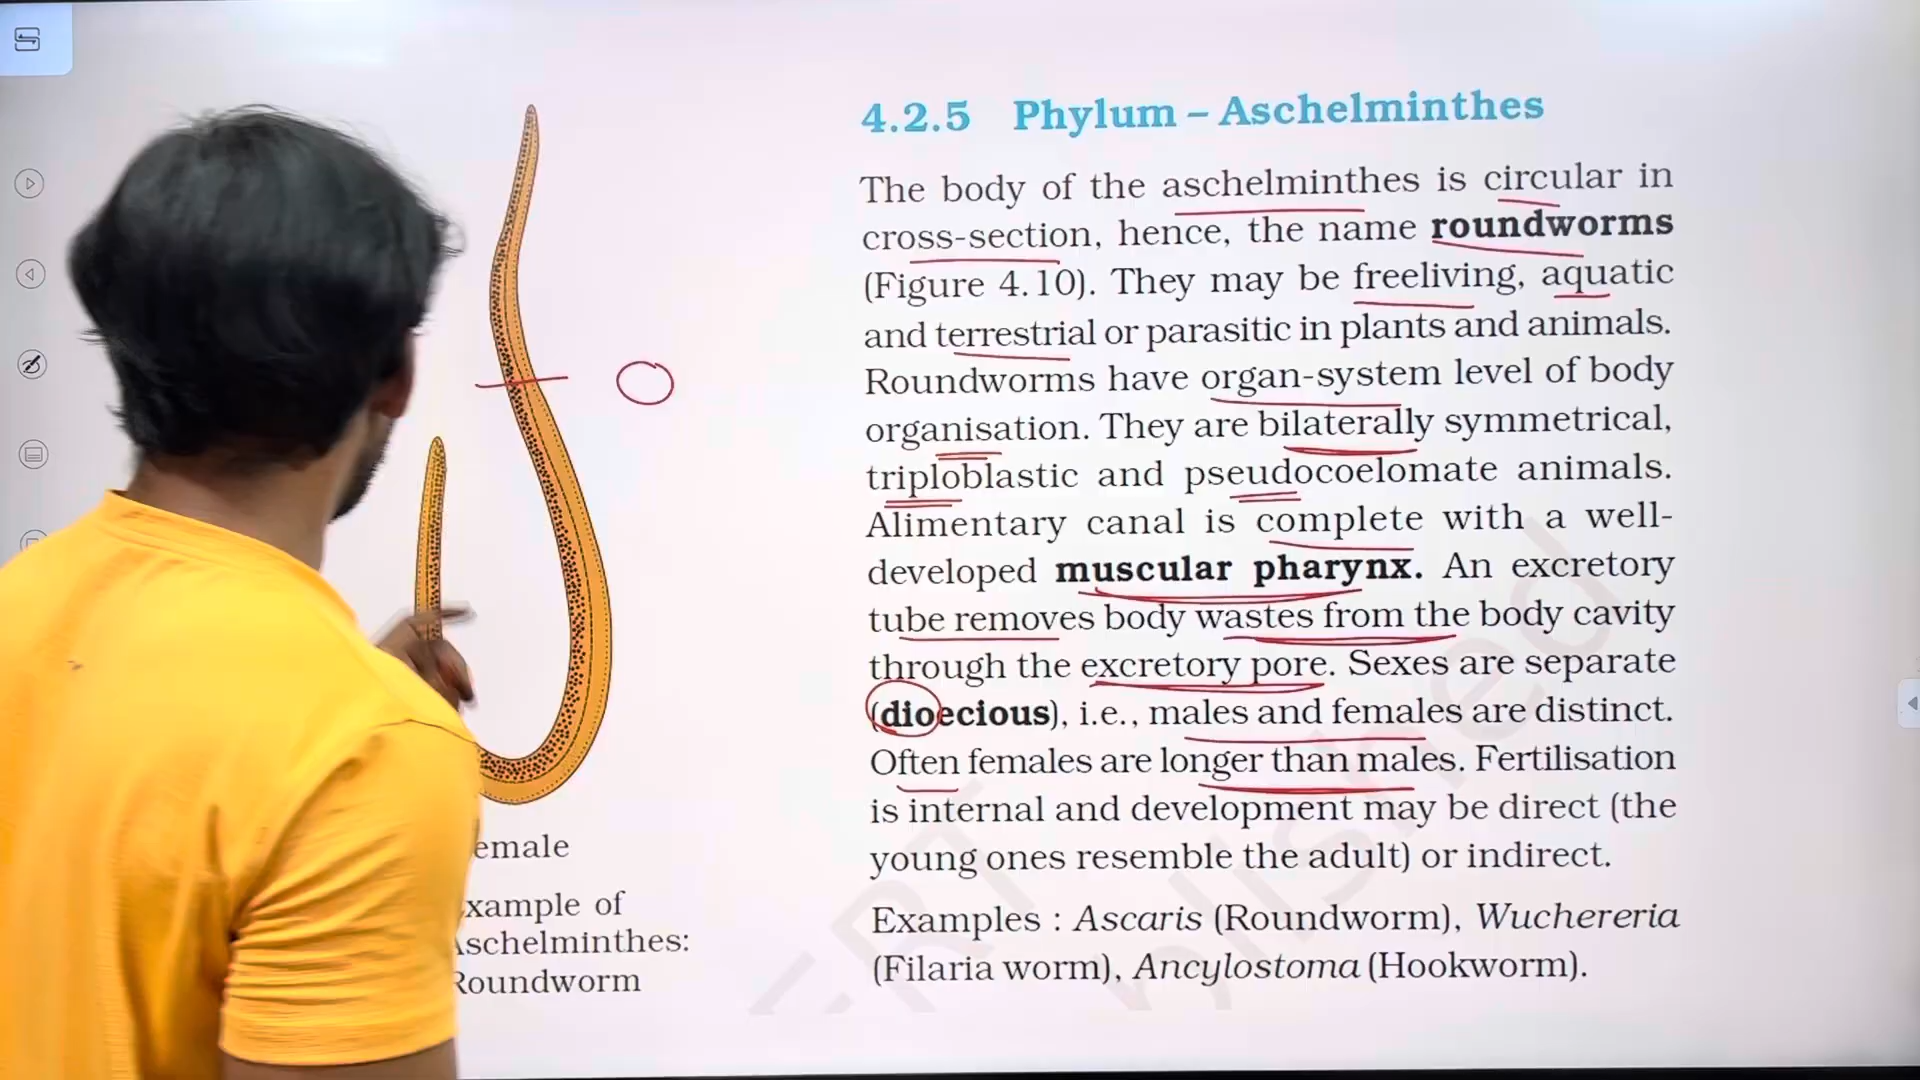 4.2.5 Phylum – Aschelminthes
The body of the aschelminthes is circular in
cross-section, hence, the name roundworms
(Figure 4.10). They may be freeliving, aquatic
and terrestrial or parasitic in plants and animals.
Roundworms have organ-system level of body
organisation. They are bilaterally symmetrical,
triploblastic and pseudocoelomate animals.
Alimentary canal is complete with a well-
developed muscular pharynx. An excretory
tube removes body wastes from the body cavity
through the excretory pore. Sexes are separate
(dioecious), i.e., males and females are distinct.
Often females are longer than males. Fertilisation
is internal and development may be direct (the
young ones resemble the adult) or indirect.
Examples : Ascaris (Roundworm), Wuchereria
(Filaria worm), Ancylostoma (Hookworm).
emale
xample of
Aschelminthes:
Roundworm